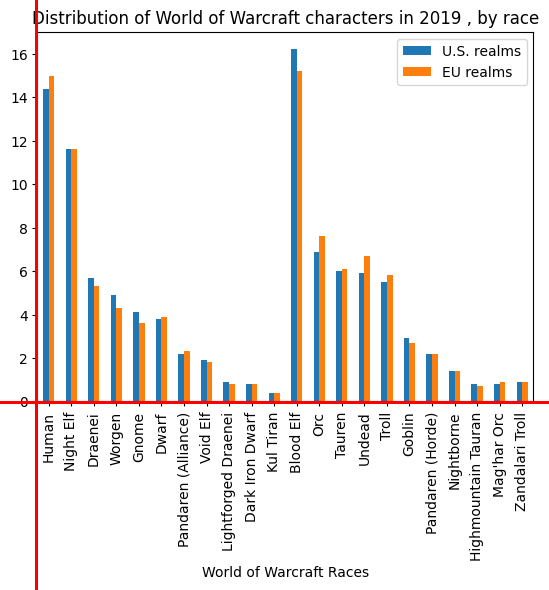 Distribution of World of Warcraft characters in 2019 , by race
U.S. realms
EU realms
16
14
12
10
8
6
4
2
0
Human
Night Elf
Draenei
Worgen
Gnome
Dwarf
Pandaren (Alliance)
Void Elf
Lightforged Draenei
Dark Iron Dwarf
Kul Tiran
Blood Elf
Orc
Tauren
Undead
Troll
Goblin
Pandaren (Horde)
Nightborne
Highmountain Tauran
Mag'har Orc
Zandalari Troll
World of Warcraft Races